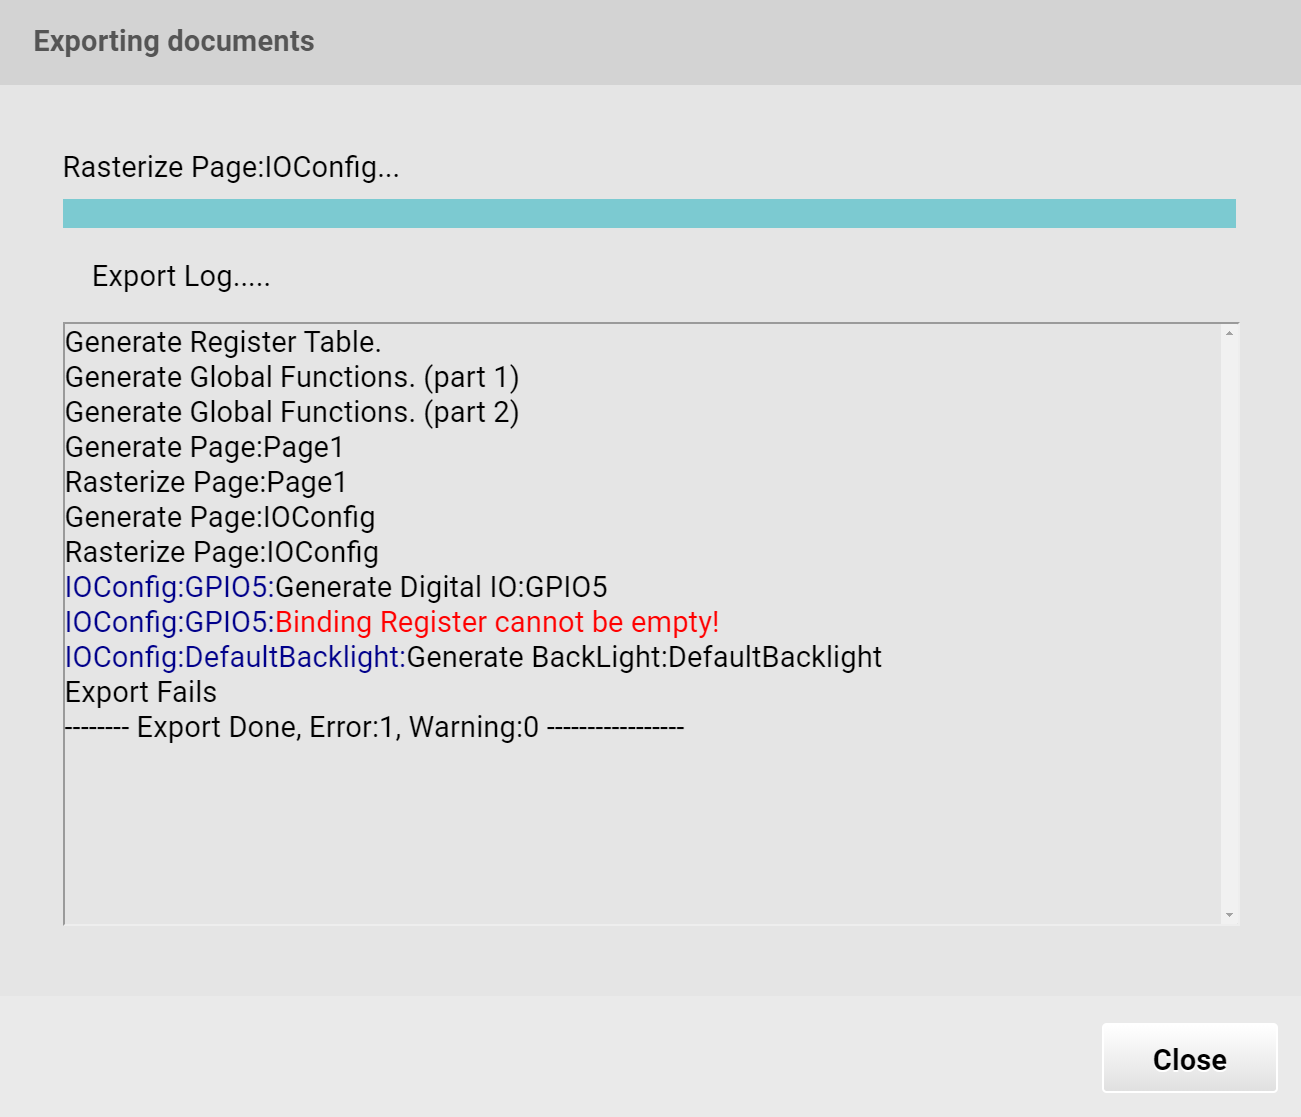 Exporting documents
Rasterize Page:IOConfig...
Export Log.....
Generate Register Table.
Generate Global Functions. (part 1)
Generate Global Functions. (part 2)
Generate Page:Page1
Rasterize Page:Page1
Generate Page:IOConfig
Rasterize Page:IOConfig
IOConfig:GPIO5:Generate Digital IO:GPIO5
IOConfig:GPIO5:Binding Register cannot be empty!
IOConfig:DefaultBacklight:Generate BackLight:DefaultBacklight
Export Fails
-------- Export Done, Error:1, Warning:0 -----------------
Close